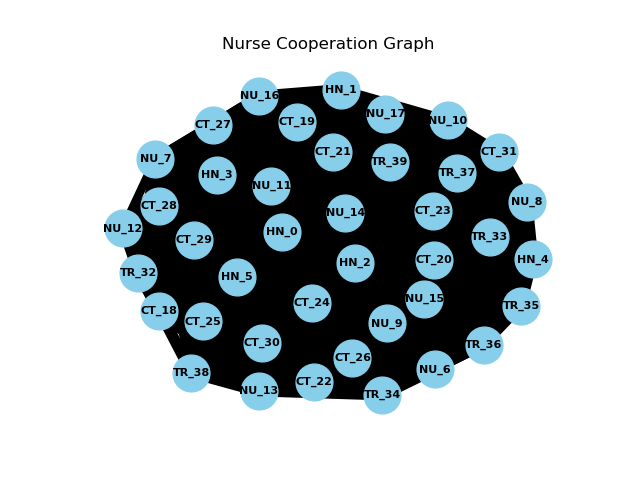 Nurse Cooperation Graph
HN_1
NU_16
NU_17
NU_10
CT_19
CT_27
CT_21
CT_31
NU_7
TR_39
TR_37
HN_3
NU_11
NU_8
CT_28
NU_14
CT_23
NU_12
HN_0
TR_33
CT_29
HN_4
CT_20
HN_2
TR_32
HN_5
NU_15
CT_24
TR_35
CT_18
CT_25
NU_9
CT_30
TR_36
CT_26
NU_6
TR_38
CT_22
NU_13
TR_34